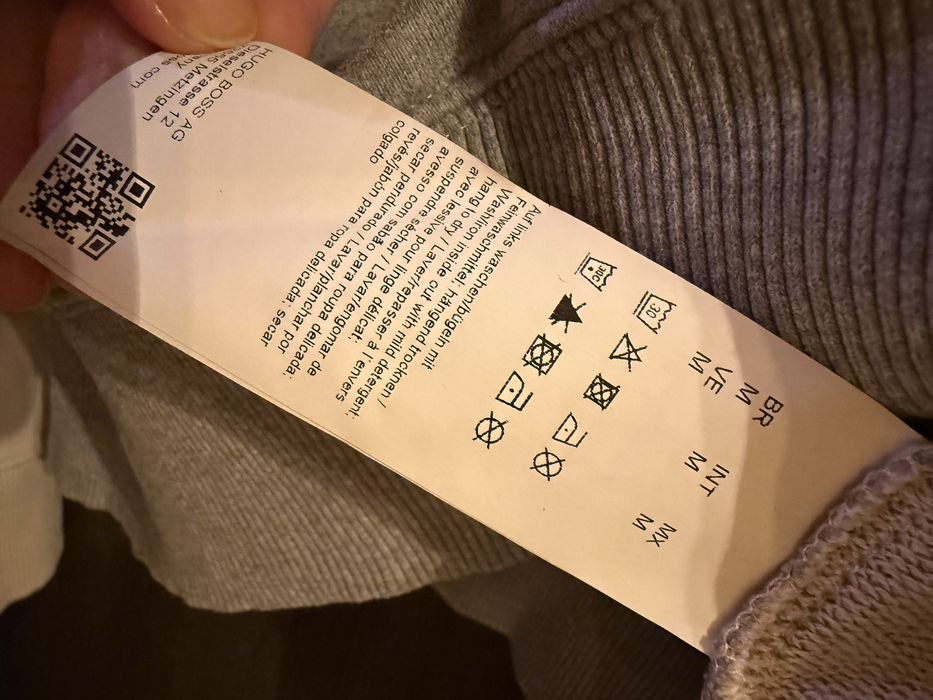 BR INT MX
M M M
VE
M
30
30C
Auf links waschen/bügeln mit
Feinwaschmittel; hängend trocknen /
Wash/iron inside out with mild detergent;
hang to dry / Laver/repasser à l'envers
avec lessive pour linge délicat;
suspendre sécher / Lavar/engomar de
avesso com sabão para roupa delicada;
secar pendurado / Lavar/planchar por
revés/jabón para ropa delicada; secar
colgado
HUGO BOSS AG
Dieselstrasse 12
Metzingen
com